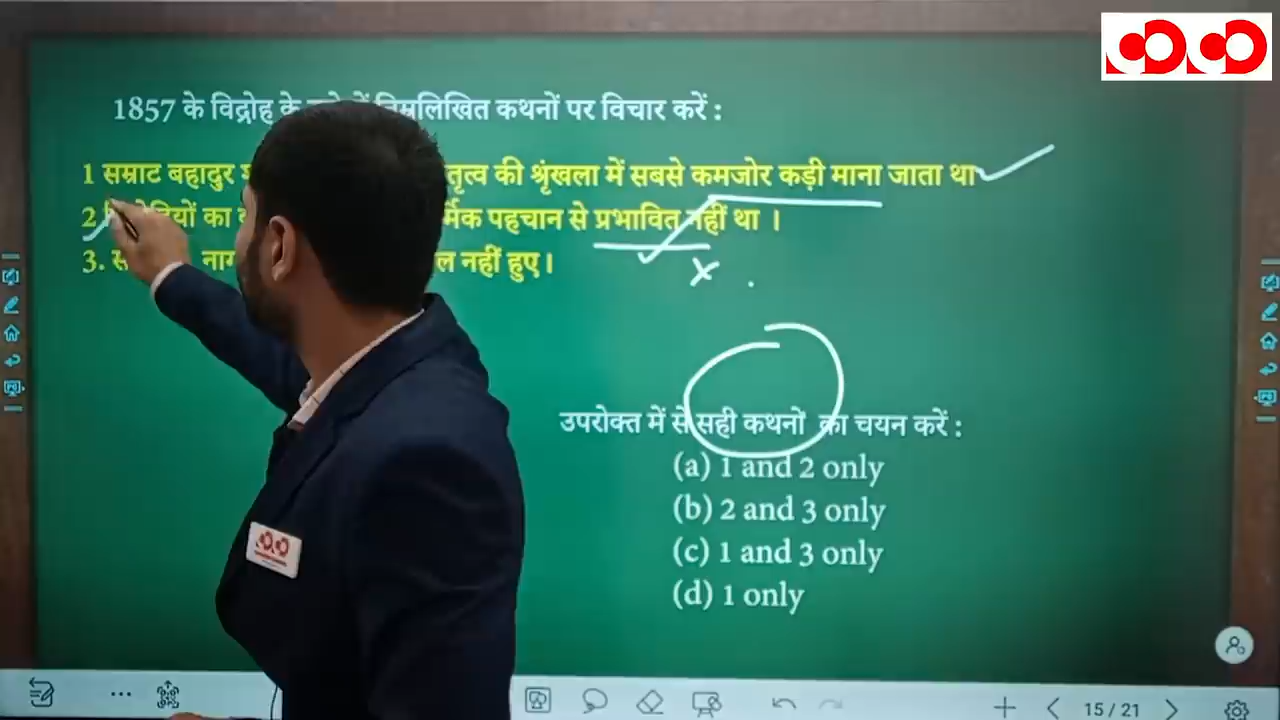 1857 के विद्रोह के निम्नलिखित कथनों पर विचार करें :
1 सम्राट बहादुर की श्रृंखला में सबसे कमजोर कड़ी माना जाता था
2. का पहचान से प्रभावित नहीं था ।
3. नहीं हुए।
उपरोक्त में से सही कथनों का चयन करें :
(a) 1 and 2 only
(b) 2 and 3 only
(c) 1 and 3 only
(d) 1 only
15 / 21